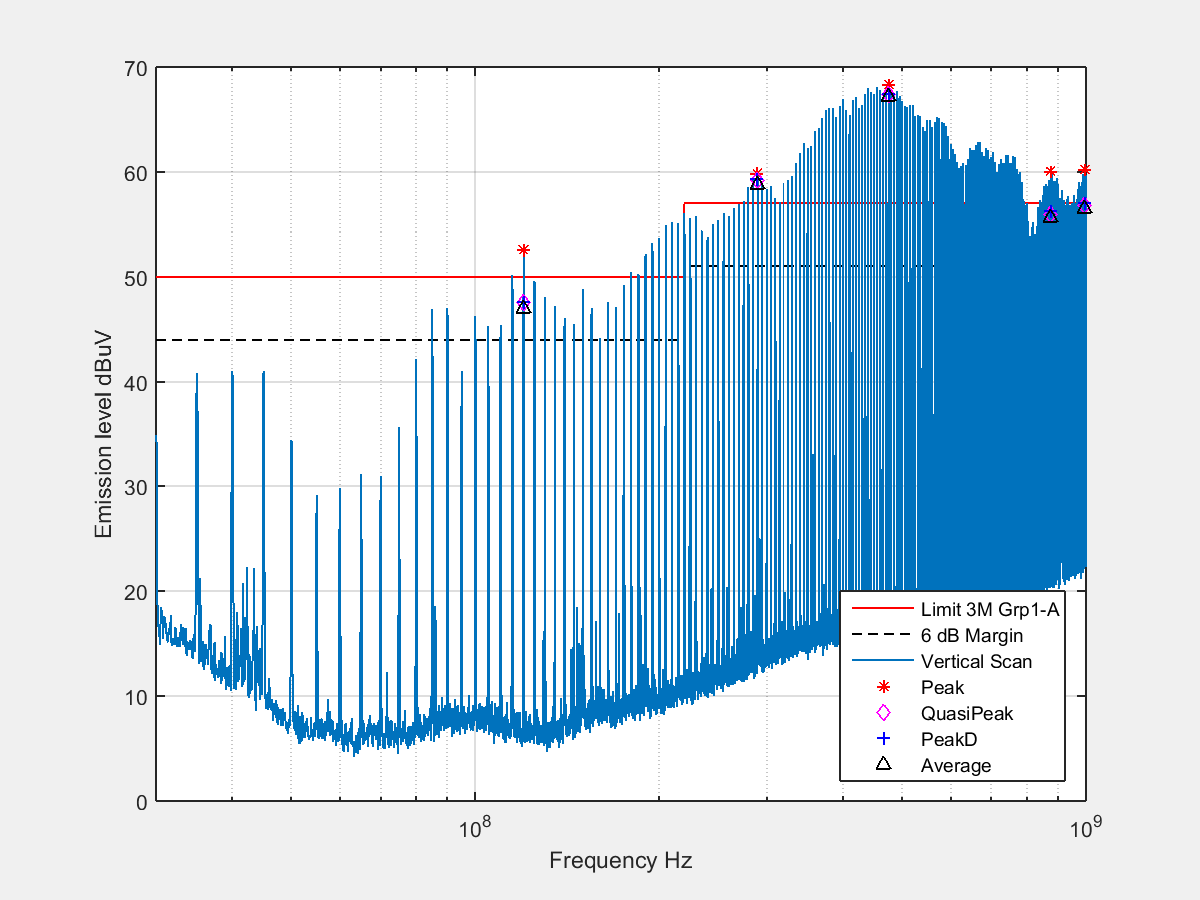 70
60
50
40
30
20
10
0
Emission level dBuV
10^8
10^9
Frequency Hz
Limit 3M Grp1-A
6 dB Margin
Vertical Scan
Peak
QuasiPeak
PeakD
Average